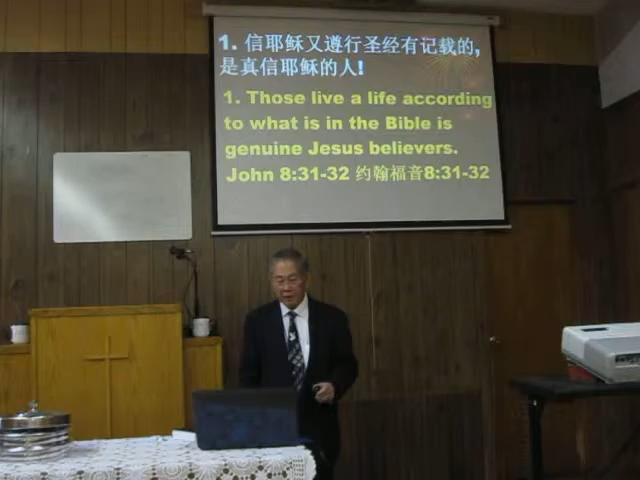 1. 信耶稣又遵行圣经有记载的,
是真信耶稣的人!
1. Those live a life according
to what is in the Bible is
genuine Jesus believers.
John 8:31-32 约翰福音8:31-32